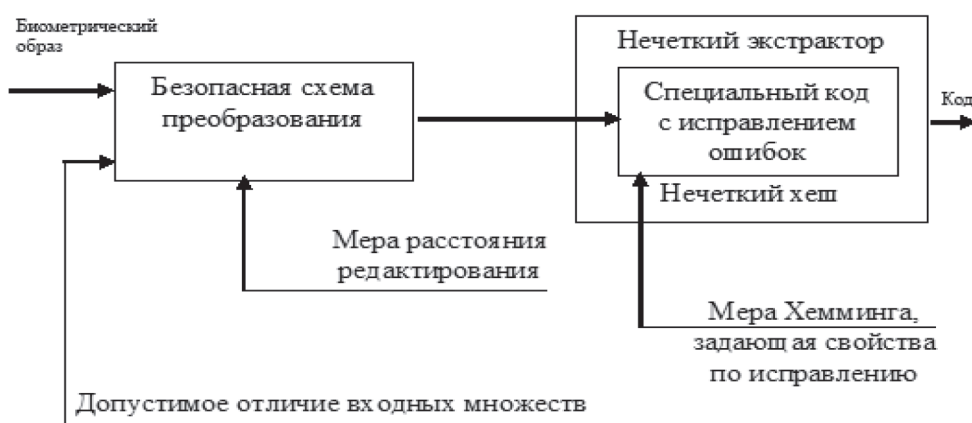 Биометрический
образ
Безопасная схема
преобразования
Нечеткий экстрактор
Специальный код
с исправлением
ошибок
Нечеткий хеш
Код
Мера расстояния
редактирования
Мера Хемминга,
задающая свойства
по исправлению
Допустимое отличие входных множеств